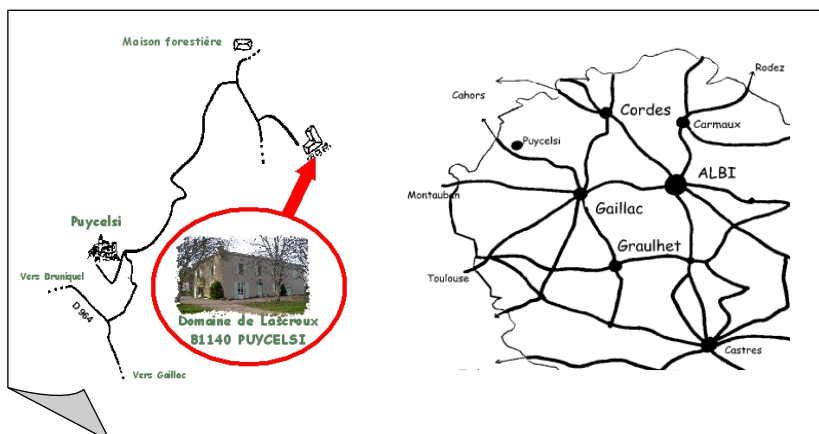 Maison forestière
Puycelsi
Vers Bruniquel
D 964
Vers Gaillac
Domaine de Lascroux
81140 PUYCELSI
Rodez
Cahors
Cordes
Carmaux
Puycelsi
ALBI
Montauban
Gaillac
Graulhet
Toulouse
Castres